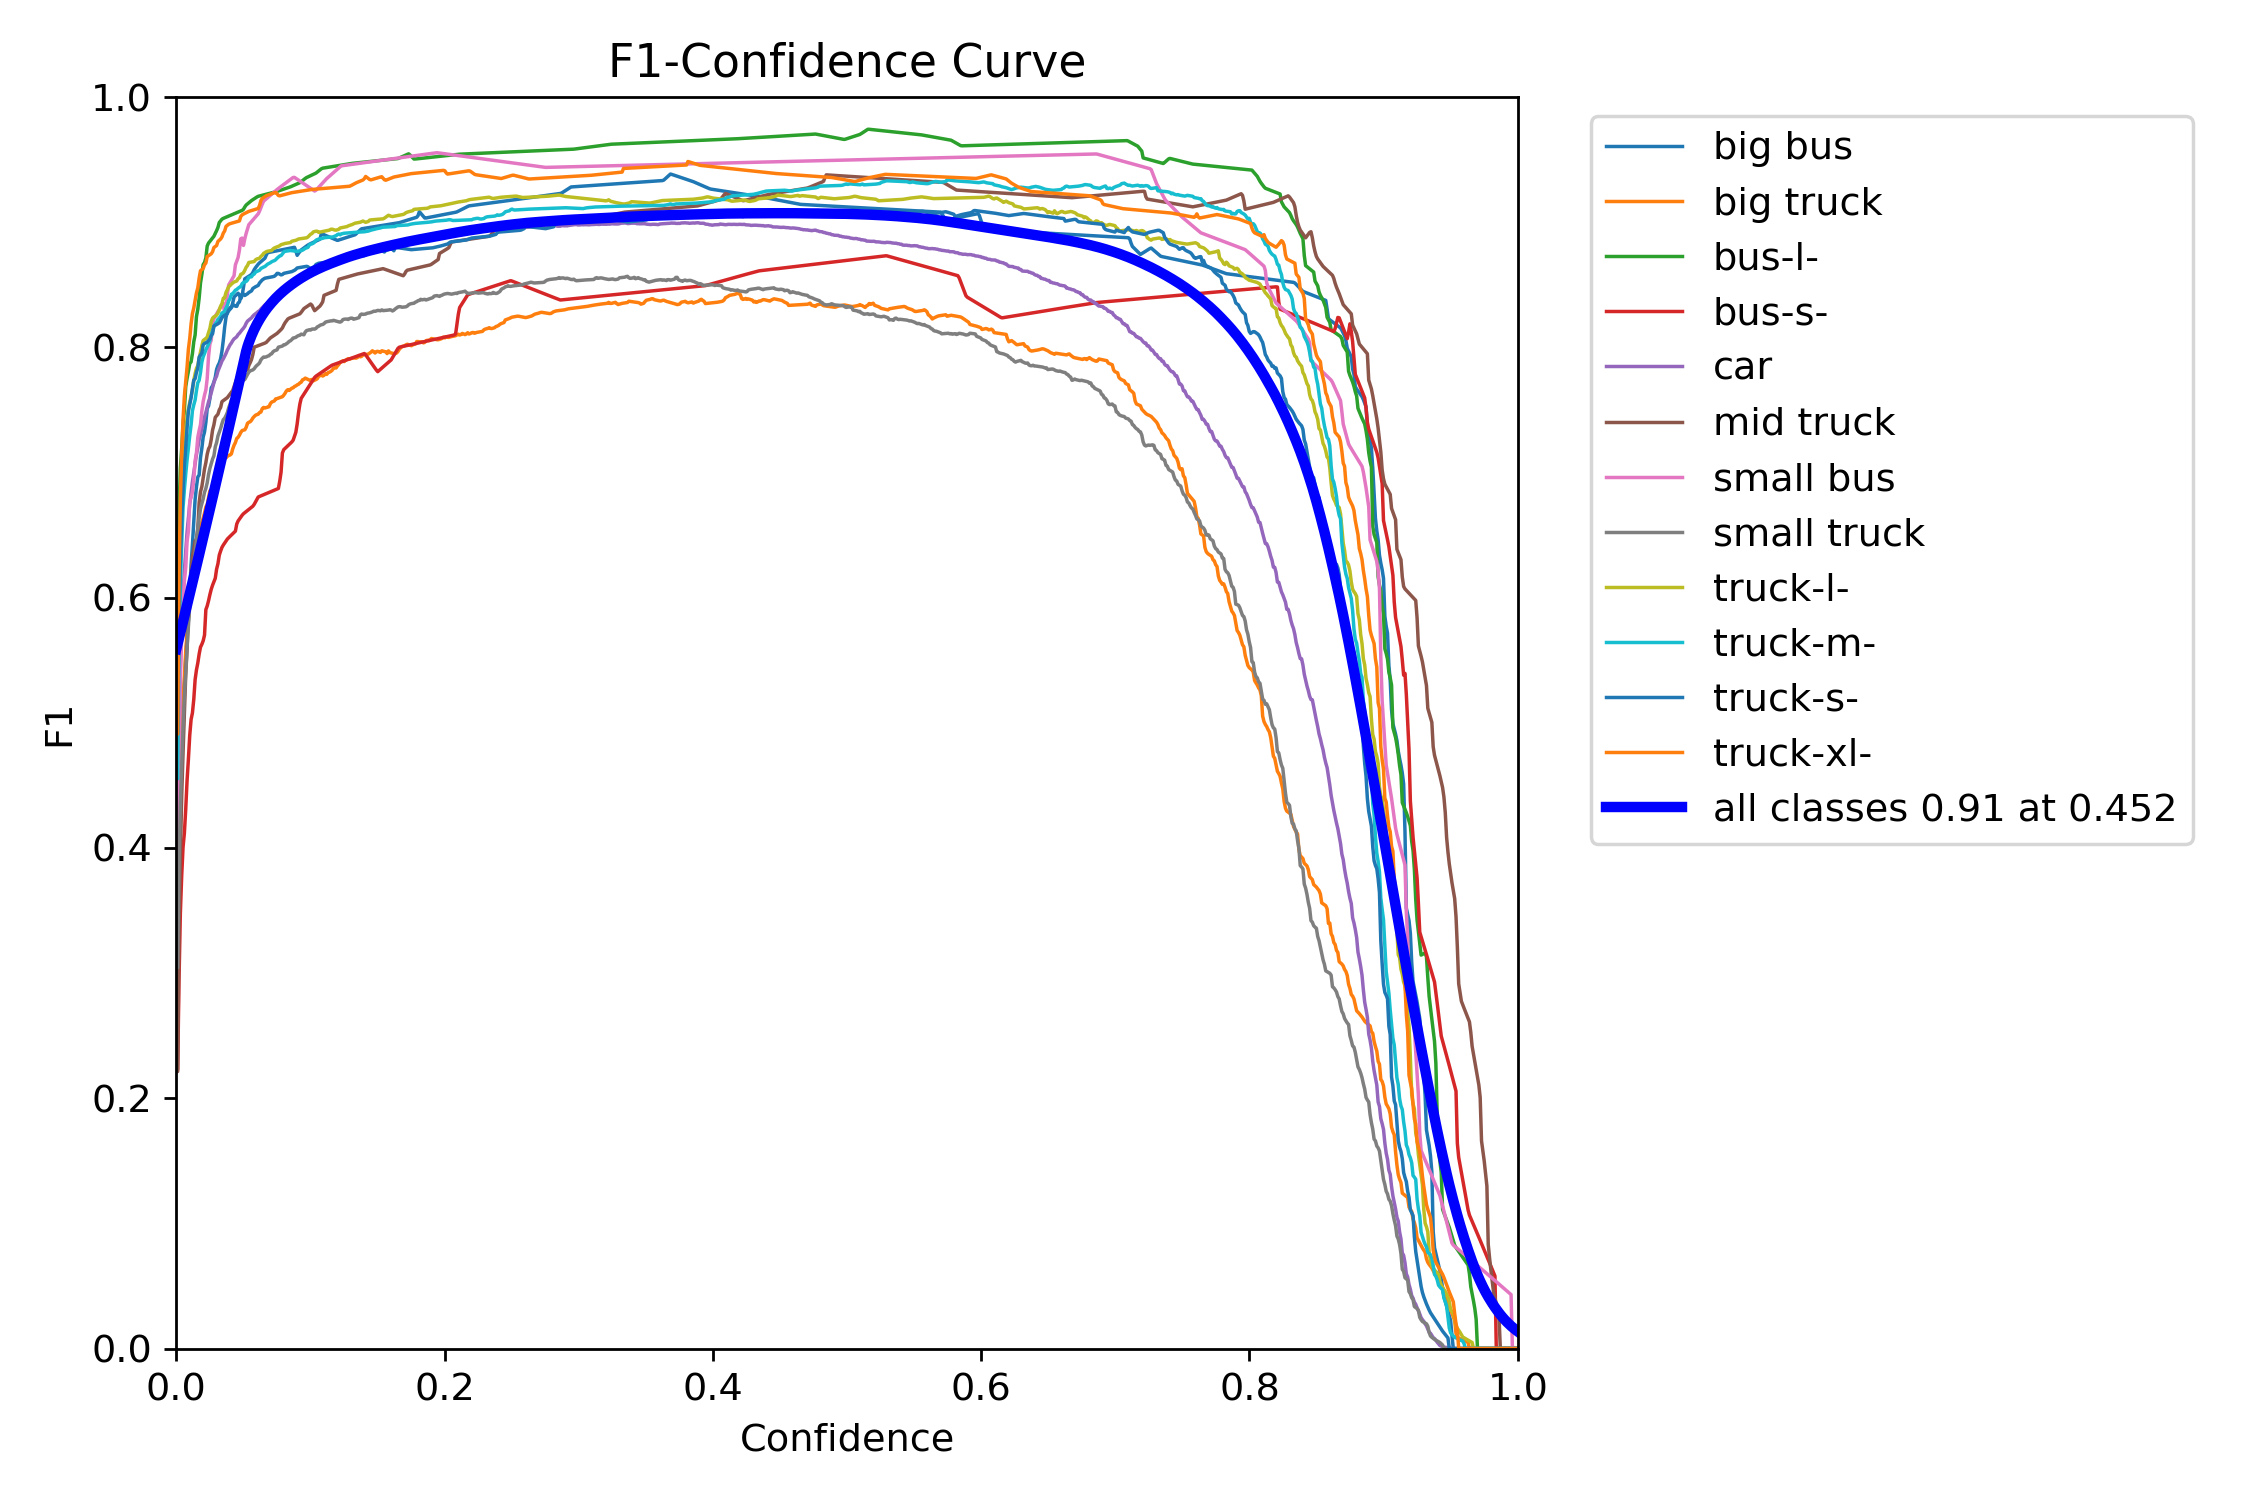 F1-Confidence Curve
1.0
0.8
0.6
0.4
0.2
0.0
F1
0.0 0.2 0.4 0.6 0.8 1.0
Confidence
big bus
big truck
bus-l-
bus-s-
car
mid truck
small bus
small truck
truck-l-
truck-m-
truck-s-
truck-xl-
all classes 0.91 at 0.452